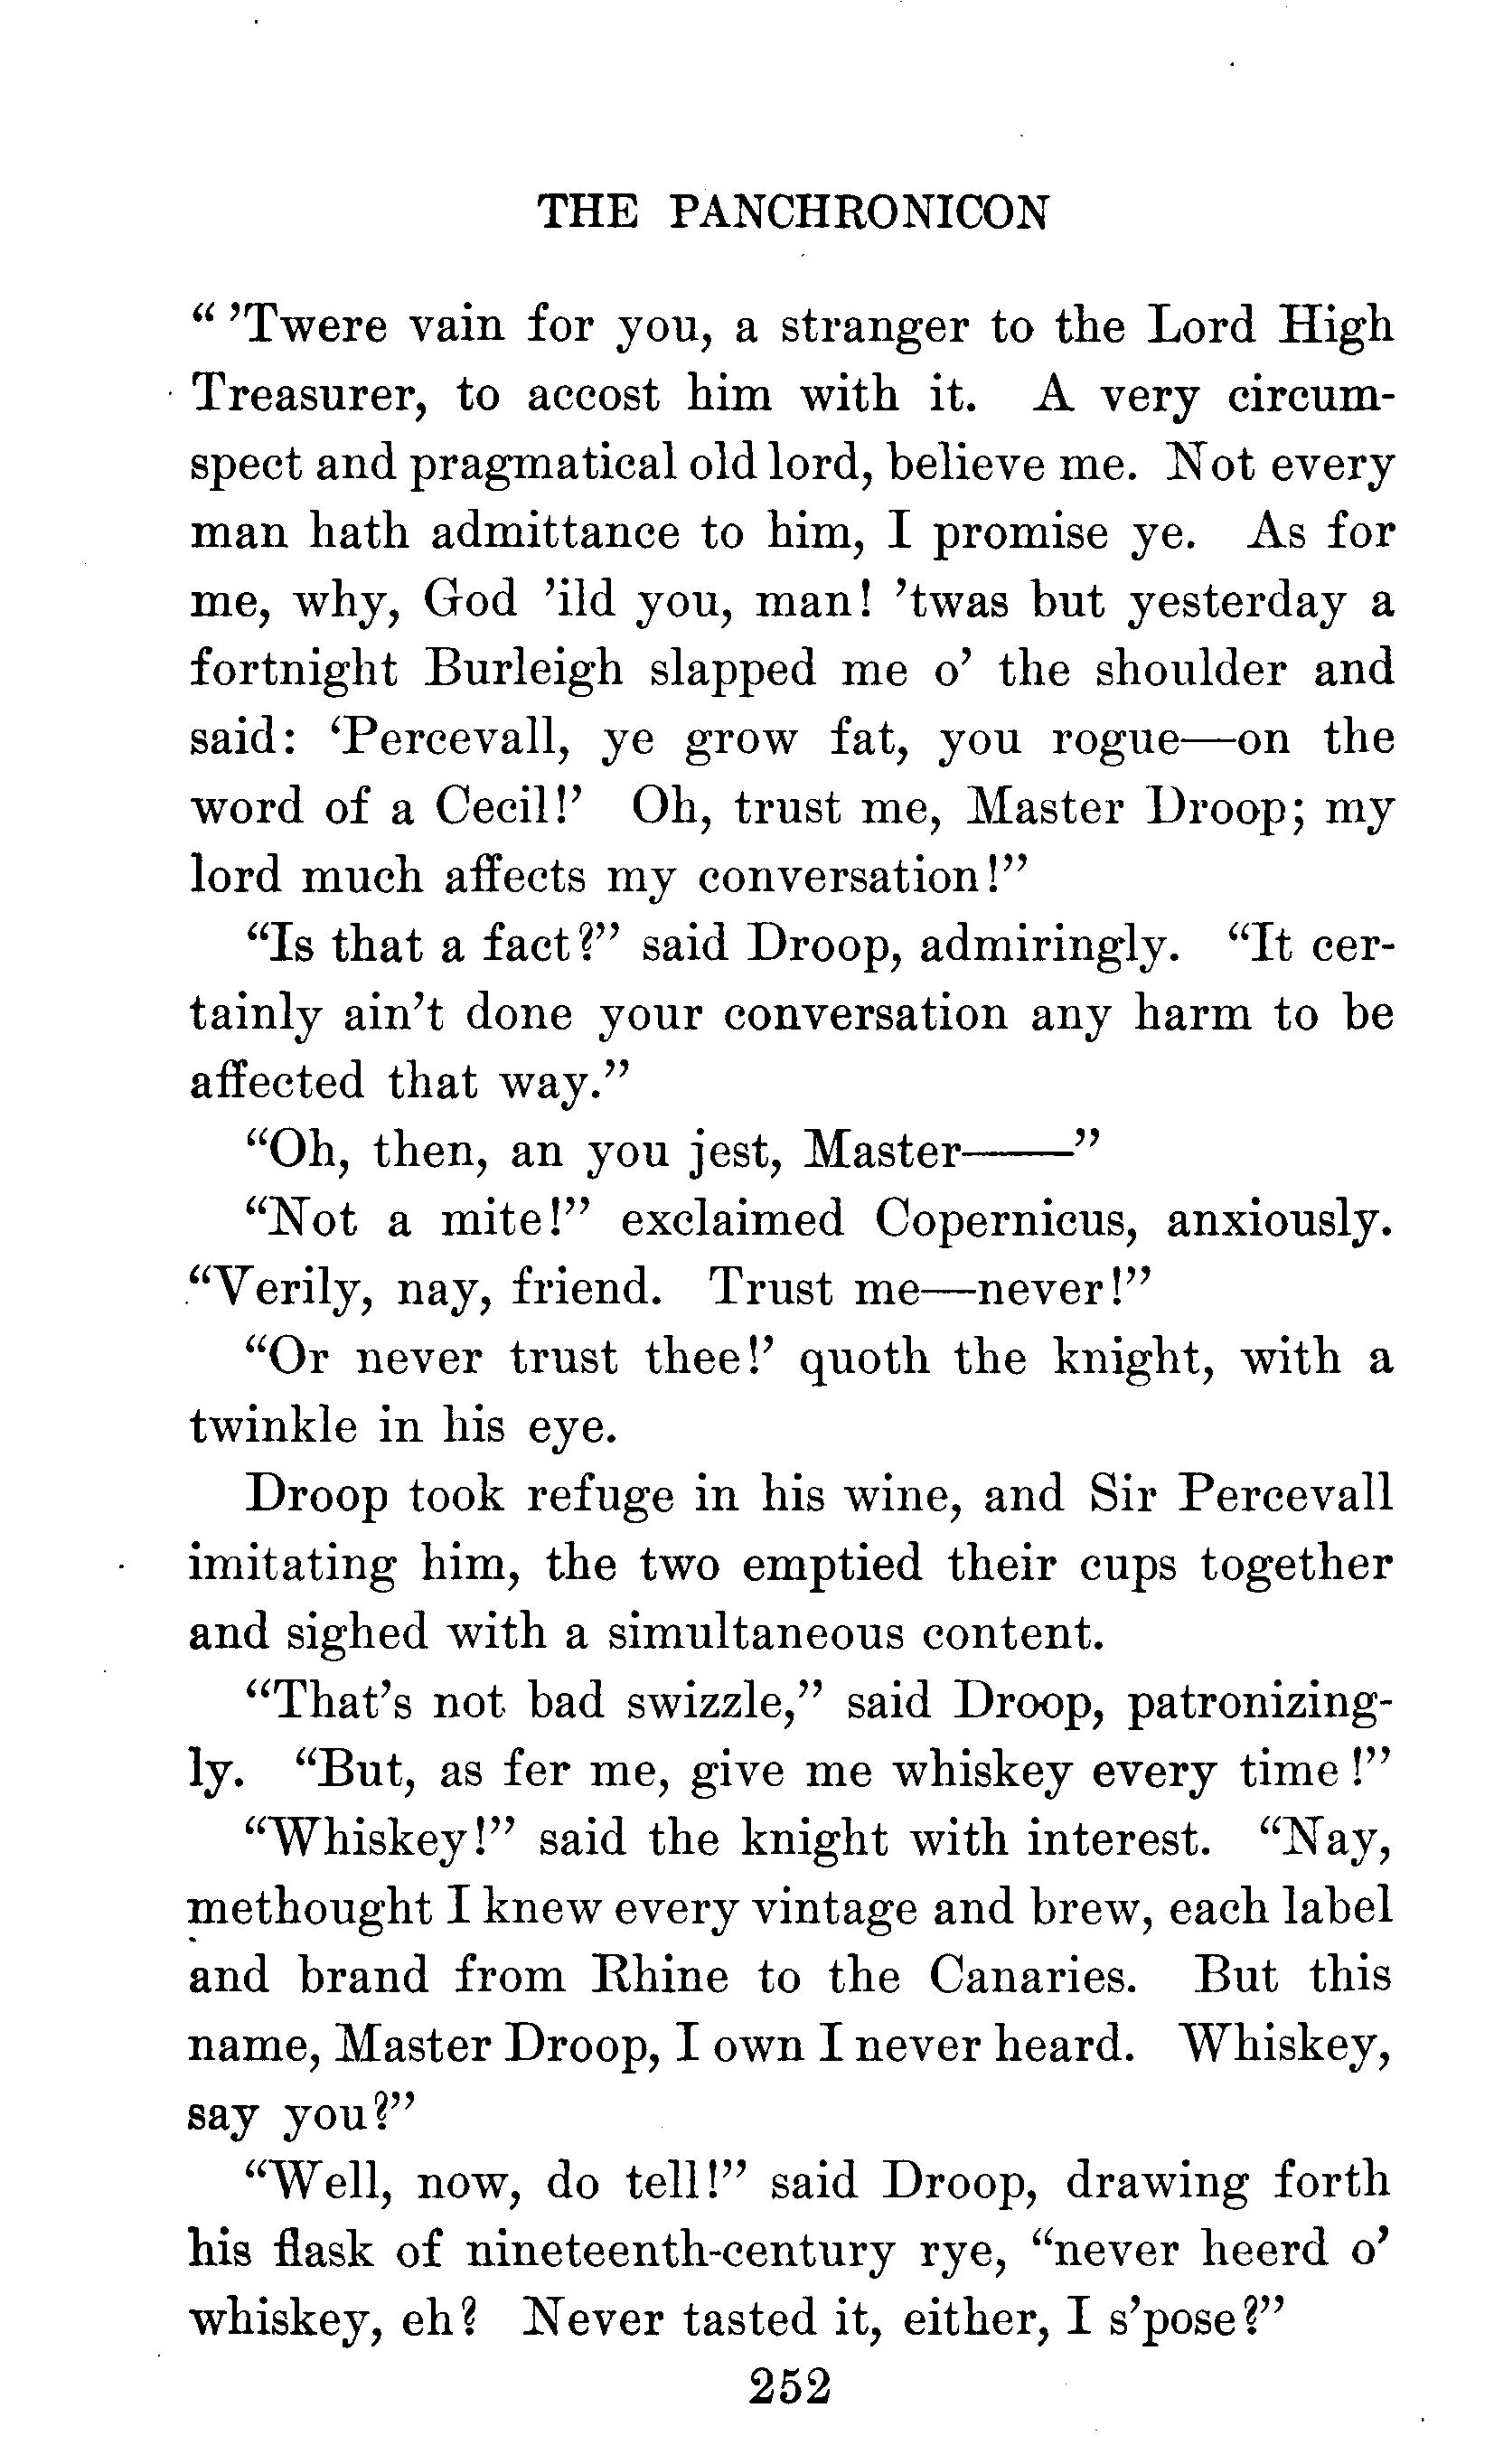 THE PANCHRONICON
“ ’Twere vain for you, a stranger to the Lord High
Treasurer, to accost him with it. A very circum-
spect and pragmatical old lord, believe me. Not every
man hath admittance to him, I promise ye. As for
me, why, God ’ild you, man! ’twas but yesterday a
fortnight Burleigh slapped me o’ the shoulder and
said: ‘Percevall, ye grow fat, you rogue—on the
word of a Cecil!’ Oh, trust me, Master Droop; my
lord much affects my conversation!”
“Is that a fact?” said Droop, admiringly. “It cer-
tainly ain’t done your conversation any harm to be
affected that way.”
“Oh, then, an you jest, Master——”
“Not a mite!” exclaimed Copernicus, anxiously.
“Verily, nay, friend. Trust me—never!”
“Or never trust thee!’ quoth the knight, with a
twinkle in his eye.
Droop took refuge in his wine, and Sir Percevall
imitating him, the two emptied their cups together
and sighed with a simultaneous content.
“That’s not bad swizzle,” said Droop, patronizing-
ly. “But, as fer me, give me whiskey every time!”
“Whiskey!” said the knight with interest. “Nay,
methought I knew every vintage and brew, each label
and brand from Rhine to the Canaries. But this
name, Master Droop, I own I never heard. Whiskey,
say you?”
“Well, now, do tell!” said Droop, drawing forth
his flask of nineteenth-century rye, “never heerd o’
whiskey, eh? Never tasted it, either, I s’pose?”
252